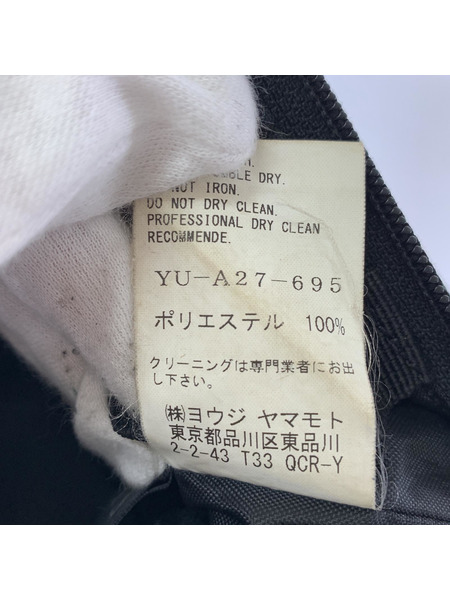 DRY.
NOT IRON.
DO NOT DRY CLEAN.
PROFESSIONAL DRY CLEAN
RECOMMENDE.
YU-A27-695
ポリエステル 100%
クリーニングは専門業者にお出
し下さい。
㈱ヨウジ ヤマモト
東京都品川区東品川
2-2-43 T33 QCR-Y